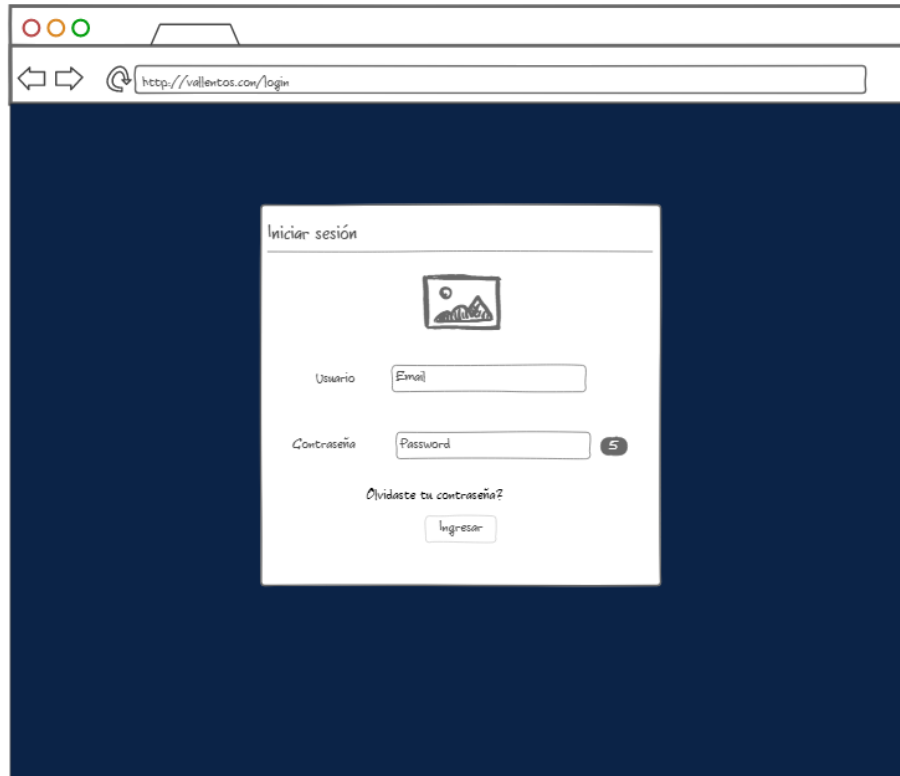 http://vallentos.com/login
Iniciar sesión
Usuario
Email
Contraseña
Password
5
Olvidaste tu contraseña?
Ingresar